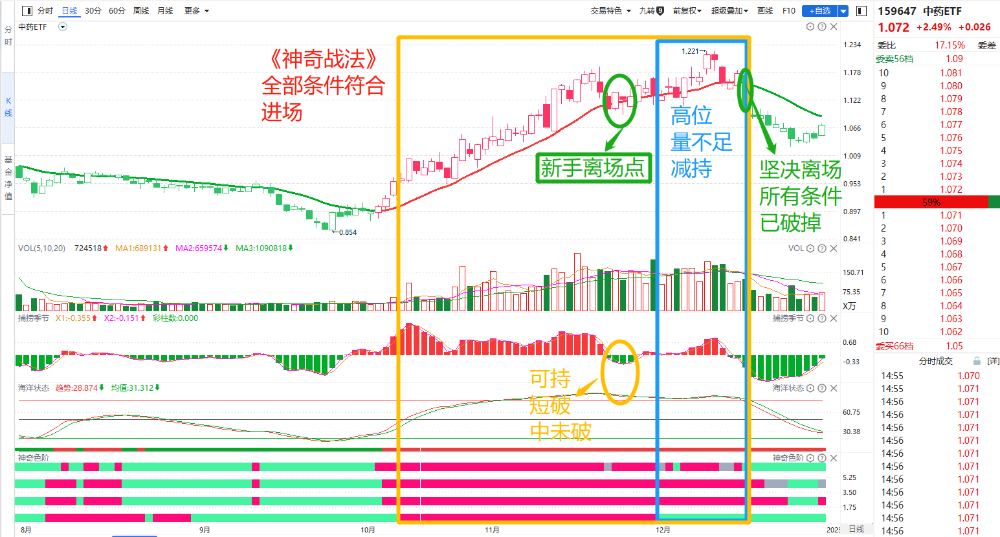 分时 日线 30分 60分 周线 月线 更多
交易特色 九转 9 前复权 超级叠加 画线 F10 +自选
分时
K线
基金净值
中药ETF
《神奇战法》
全部条件符合
进场
1.221
0.854
新手离场点
高位
量不足
减持
坚决离场
所有条件
已破掉
1.234
1.178
1.122
1.066
1.009
0.953
0.897
0.841
VOL(5,10,20) 724518 MA1:689131 MA2:659574 MA3:1090818
VOL
150.71
75.35
X万
捕捞季节 X1:-0.355 X2:-0.151 彩柱数:0.000
捕捞季节
0.68
-0.33
可持
短破
中未破
海洋状态 趋势:28.874 均值:31.312
海洋状态
60.75
30.38
神奇色阶
神奇色阶
5.25
3.50
1.75
8月 9月 10月 11月 12月 2023 日线
159647 中药ETF
1.072 +2.49% +0.026
委比 17.15% 委差
委卖56档 1.09
10 1.081
9 1.080
8 1.079
7 1.078
6 1.077
5 1.076
4 1.075
3 1.074
2 1.073
1 1.072
59%
1 1.071
2 1.070
3 1.069
4 1.068
5 1.067
6 1.066
7 1.065
8 1.064
9 1.063
10 1.062
委买66档 1.05
分时成交 [详]
14:55 1.070
14:55 1.071
14:56 1.071
14:56 1.071
14:56 1.071
14:56 1.071
14:56 1.071
14:56 1.071
14:56 1.071
14:56 1.071
14:56 1.071
14:56 1.071
14:56 1.071